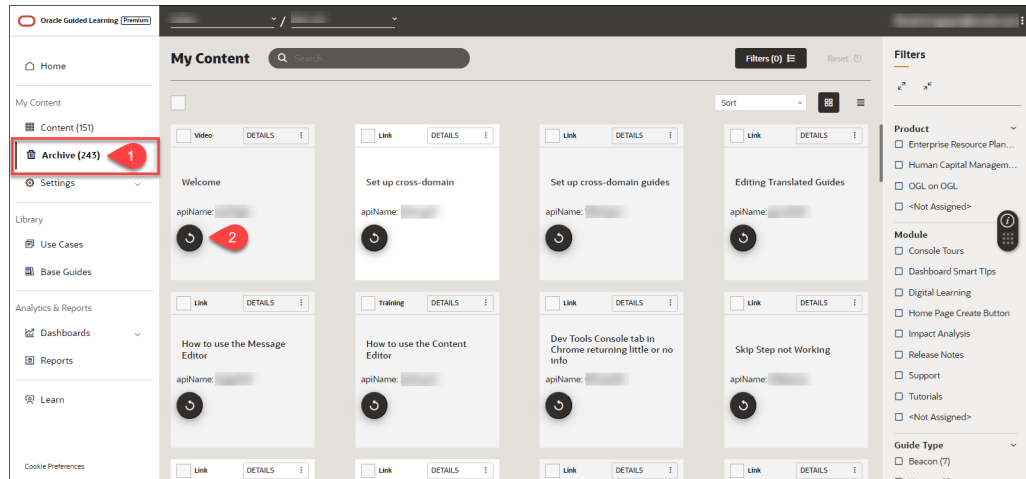 Oracle Guided Learning Premium
/
Home
My Content
Content (151)
Archive (243)
1
Settings
Library
Use Cases
Base Guides
Analytics & Reports
Dashboards
Reports
Learn
Cookie Preferences
My Content
Search...
Filters (0)
Reset
Sort
Video DETAILS
Welcome
apiName:
2
Link DETAILS
Set up cross-domain
apiName:
Link DETAILS
Set up cross-domain guides
apiName:
Link DETAILS
Editing Translated Guides
apiName:
Link DETAILS
How to use the Message
Editor
apiName:
Training DETAILS
How to use the Content
Editor
apiName:
Link DETAILS
Dev Tools Console tab in
Chrome returning little or no
info
apiName:
Link DETAILS
Skip Step not Working
apiName:
Link DETAILS
Link DETAILS
Link DETAILS
Link DETAILS
Filters
Product
Enterprise Resource Plan...
Human Capital Managem...
OGL on OGL
<Not Assigned>
Module
Console Tours
Dashboard Smart TIps
Digital Learning
Home Page Create Button
Impact Analysis
Release Notes
Support
Tutorials
<Not Assigned>
Guide Type
Beacon (7)